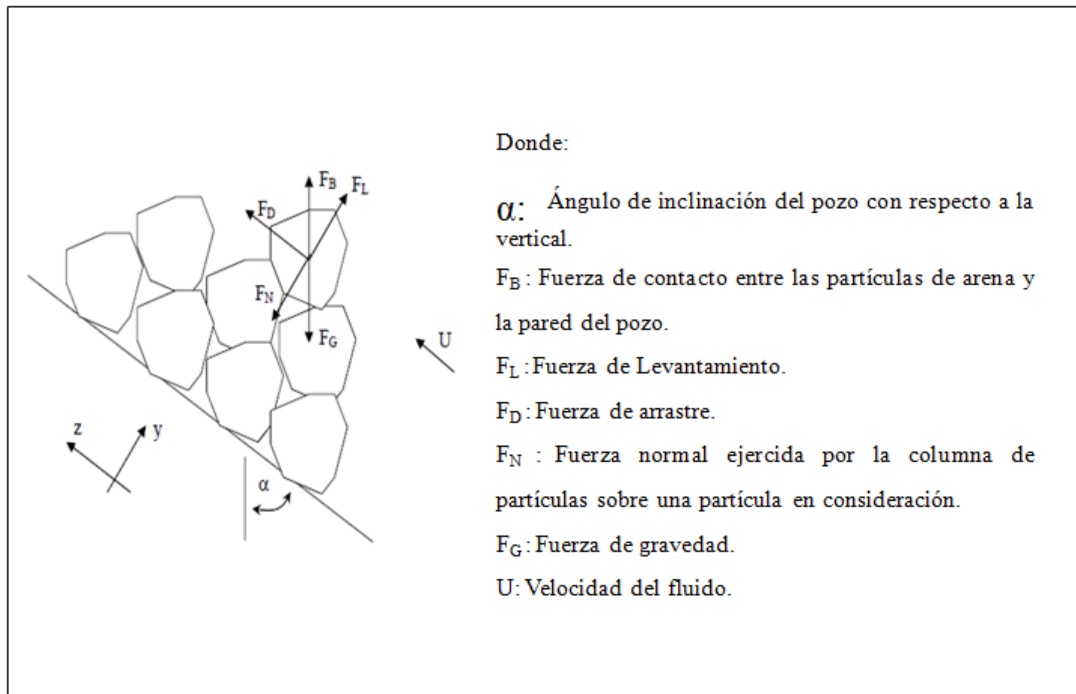 Donde:
α: Ángulo de inclinación del pozo con respecto a la
vertical.
F_B : Fuerza de contacto entre las partículas de arena y
la pared del pozo.
F_L : Fuerza de Levantamiento.
F_D : Fuerza de arrastre.
F_N : Fuerza normal ejercida por la columna de
partículas sobre una partícula en consideración.
F_G : Fuerza de gravedad.
U: Velocidad del fluido.
F_B
F_L
F_D
F_N
F_G
U
z
y
α